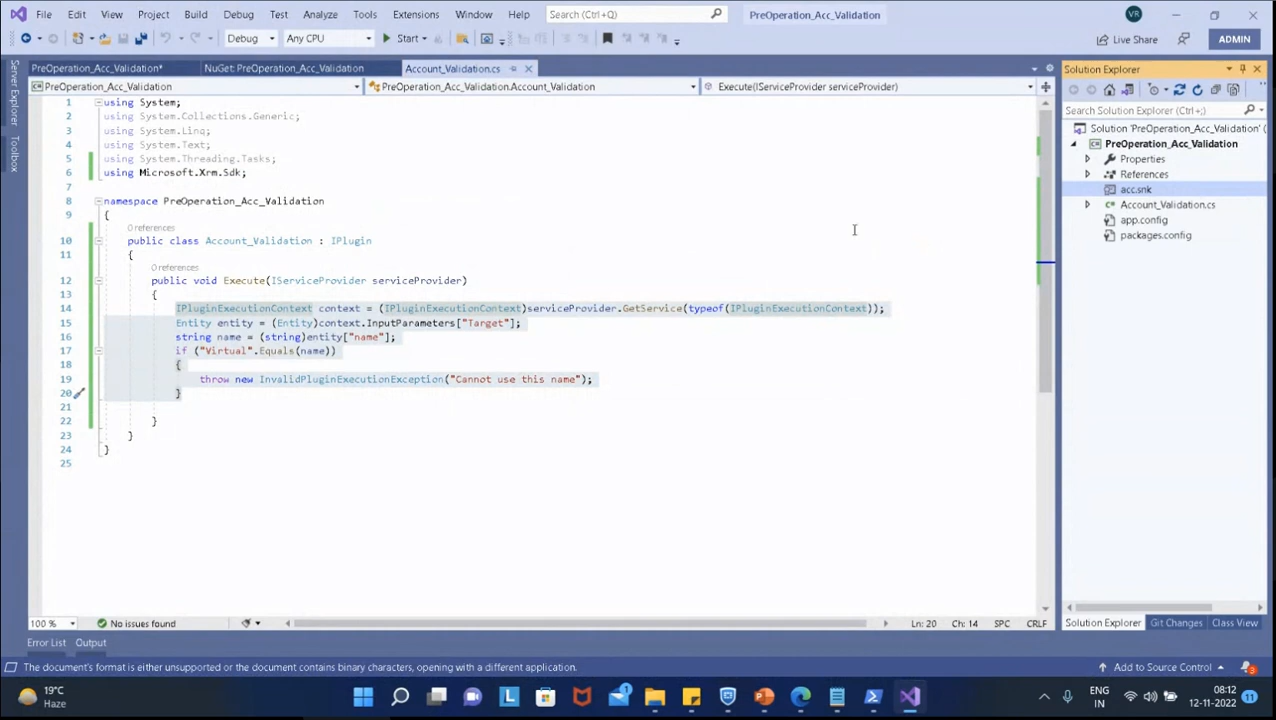 File Edit View Project Build Debug Test Analyze Tools Extensions Window Help Search (Ctrl+Q) PreOperation_Acc_Validation VR
Debug Any CPU Start Live Share ADMIN
PreOperation_Acc_Validation* NuGet: PreOperation_Acc_Validation Account_Validation.cs
PreOperation_Acc_Validation PreOperation_Acc_Validation.Account_Validation Execute(IServiceProvider serviceProvider)
Server Explorer
Toolbox
1 using System;
2 using System.Collections.Generic;
3 using System.Linq;
4 using System.Text;
5 using System.Threading.Tasks;
6 using Microsoft.Xrm.Sdk;
7
8 namespace PreOperation_Acc_Validation
9 {
0 references
10 public class Account_Validation : IPlugin
11 {
0 references
12 public void Execute(IServiceProvider serviceProvider)
13 {
14 IPluginExecutionContext context = (IPluginExecutionContext)serviceProvider.GetService(typeof(IPluginExecutionContext));
15 Entity entity = (Entity)context.InputParameters["Target"];
16 string name = (string)entity["name"];
17 if ("Virtual".Equals(name))
18 {
19 throw new InvalidPluginExecutionException("Cannot use this name");
20 }
21
22 }
23 }
24 }
25
Solution Explorer
Search Solution Explorer (Ctrl+;)
Solution 'PreOperation_Acc_Validation' (
PreOperation_Acc_Validation
Properties
References
acc.snk
Account_Validation.cs
app.config
packages.config
100 % No issues found Ln: 20 Ch: 14 SPC CRLF
Solution Explorer Git Changes Class View
Error List Output
The document's format is either unsupported or the document contains binary characters, opening with a different application. Add to Source Control 3
19°C
Haze
L
1
ENG
IN
08:12
12-11-2022
11